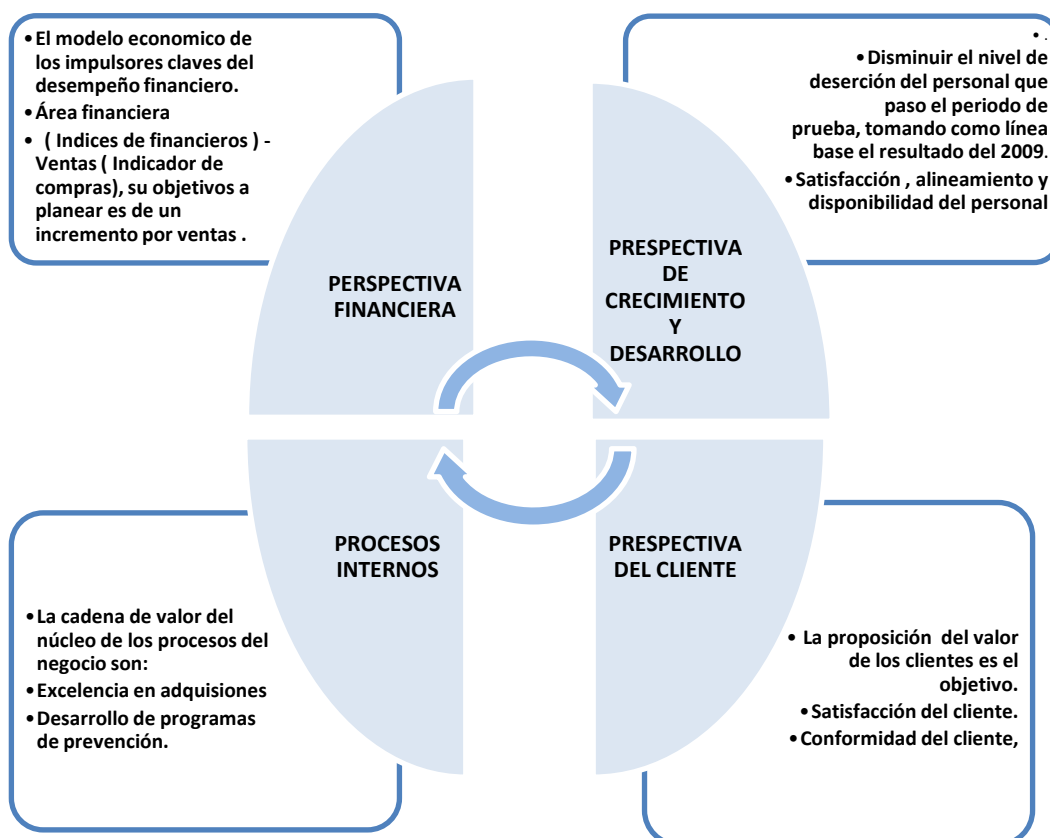 •El modelo economico de
los impulsores claves del
desempeño financiero.
•Área financiera
• ( Indices de financieros ) -
Ventas ( Indicador de
compras), su objetivos a
planear es de un
incremento por ventas .
• .
•Disminuir el nivel de
deserción del personal que
paso el periodo de
prueba, tomando como línea
base el resultado del 2009.
•Satisfacción , alineamiento y
disponibilidad del personal
PERSPECTIVA
FINANCIERA
PRESPECTIVA
DE
CRECIMIENTO
Y
DESARROLLO
PROCESOS
INTERNOS
PRESPECTIVA
DEL CLIENTE
•La cadena de valor del
núcleo de los procesos del
negocio son:
•Excelencia en adquisiones
•Desarrollo de programas
de prevención.
• La proposición del valor
de los clientes es el
objetivo.
•Satisfacción del cliente.
•Conformidad del cliente,